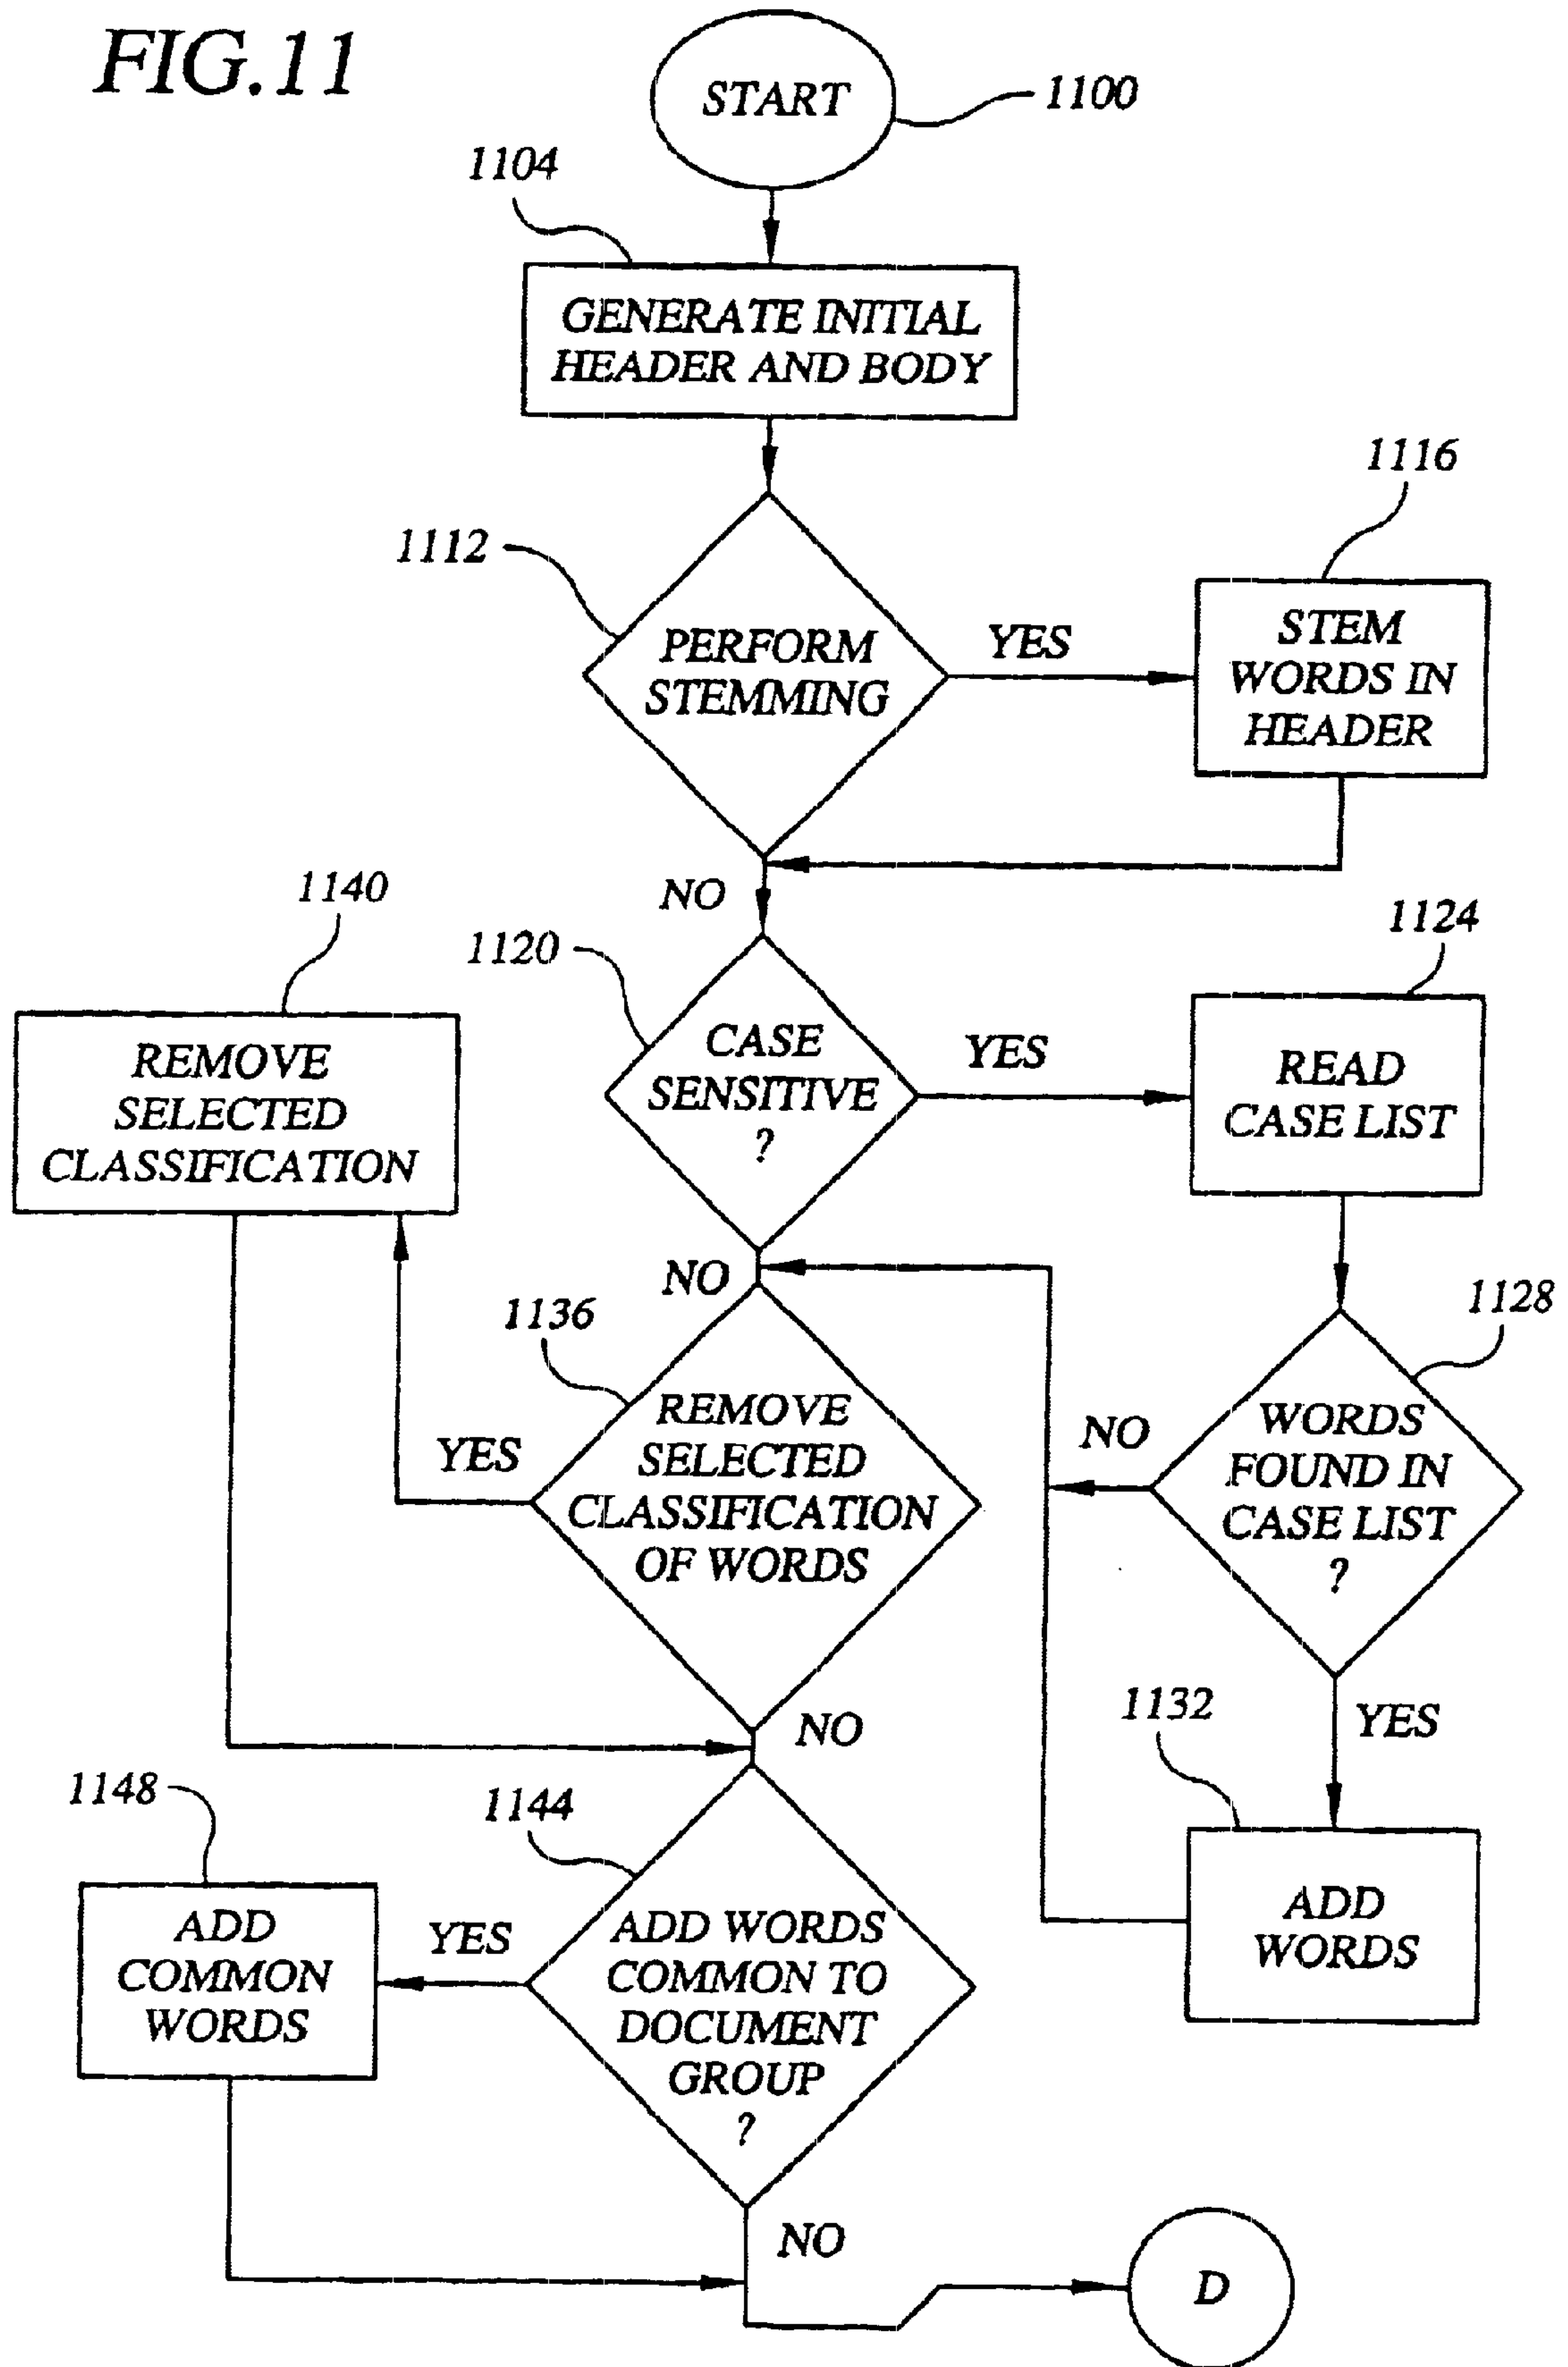 FIG.11
START
1100
1104
GENERATE INITIAL
HEADER AND BODY
1116
1112
PERFORM
STEMMING
YES
STEM
WORDS IN
HEADER
NO
1140
1120
1124
REMOVE
SELECTED
CLASSIFICATION
CASE
SENSITIVE
?
YES
READ
CASE LIST
NO
1136
1128
REMOVE
SELECTED
CLASSIFICATION
OF WORDS
YES
NO
WORDS
FOUND IN
CASE LIST
?
NO
YES
1132
1148
1144
ADD
COMMON
WORDS
YES
ADD WORDS
COMMON TO
DOCUMENT
GROUP
?
ADD
WORDS
NO
D